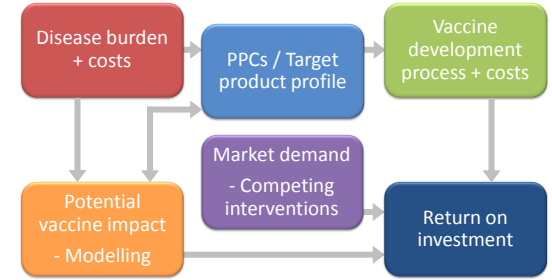 Disease burden
+ costs
PPCs / Target
product profile
Vaccine
development
process + costs
Market demand
- Competing
interventions
Potential
vaccine impact
- Modelling
Return on
investment